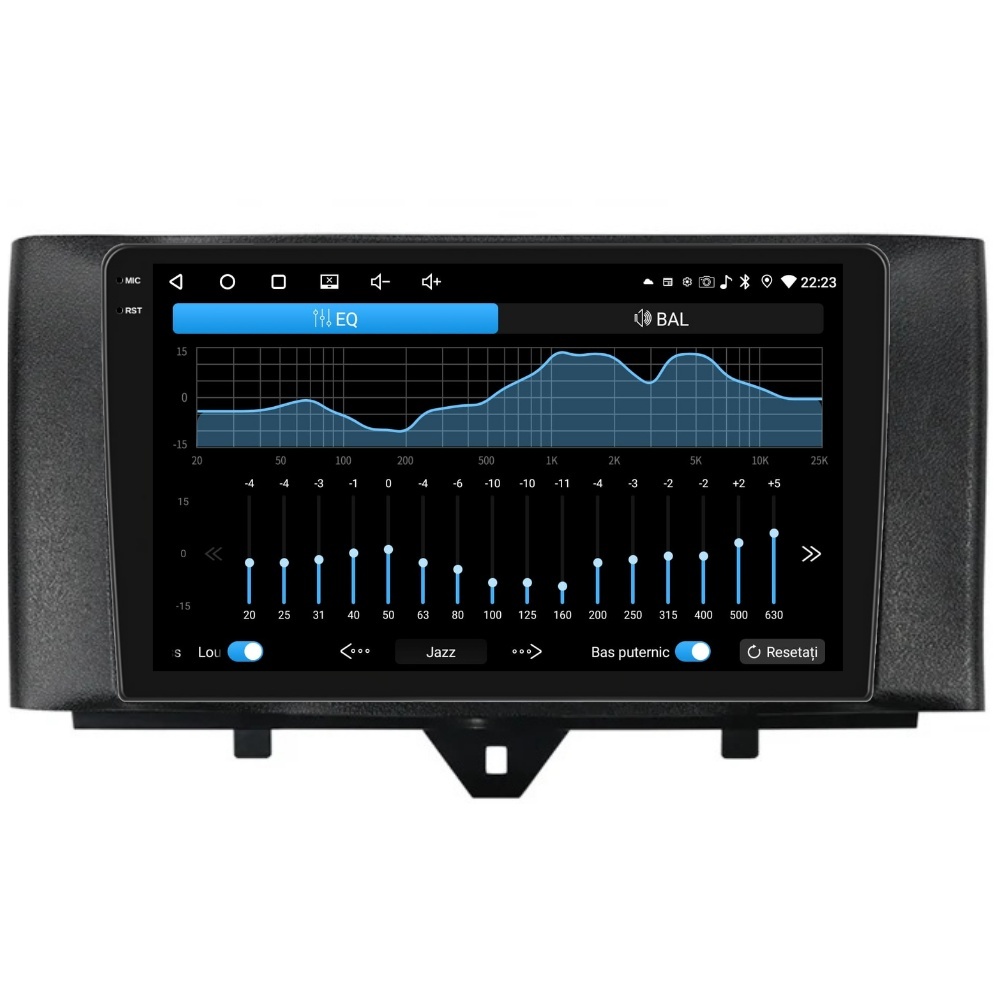 MIC
22:23
RST
EQ
BAL
15
0
-15
20 50 100 200 500 1K 2K 5K 10K 25K
-4 -4 -3 -1 0 -4 -6 -10 -10 -11 -4 -3 -2 -2 +2 +5
15
0
-15
20 25 31 40 50 63 80 100 125 160 200 250 315 400 500 630
s Lou Jazz Bas puternic Resetați